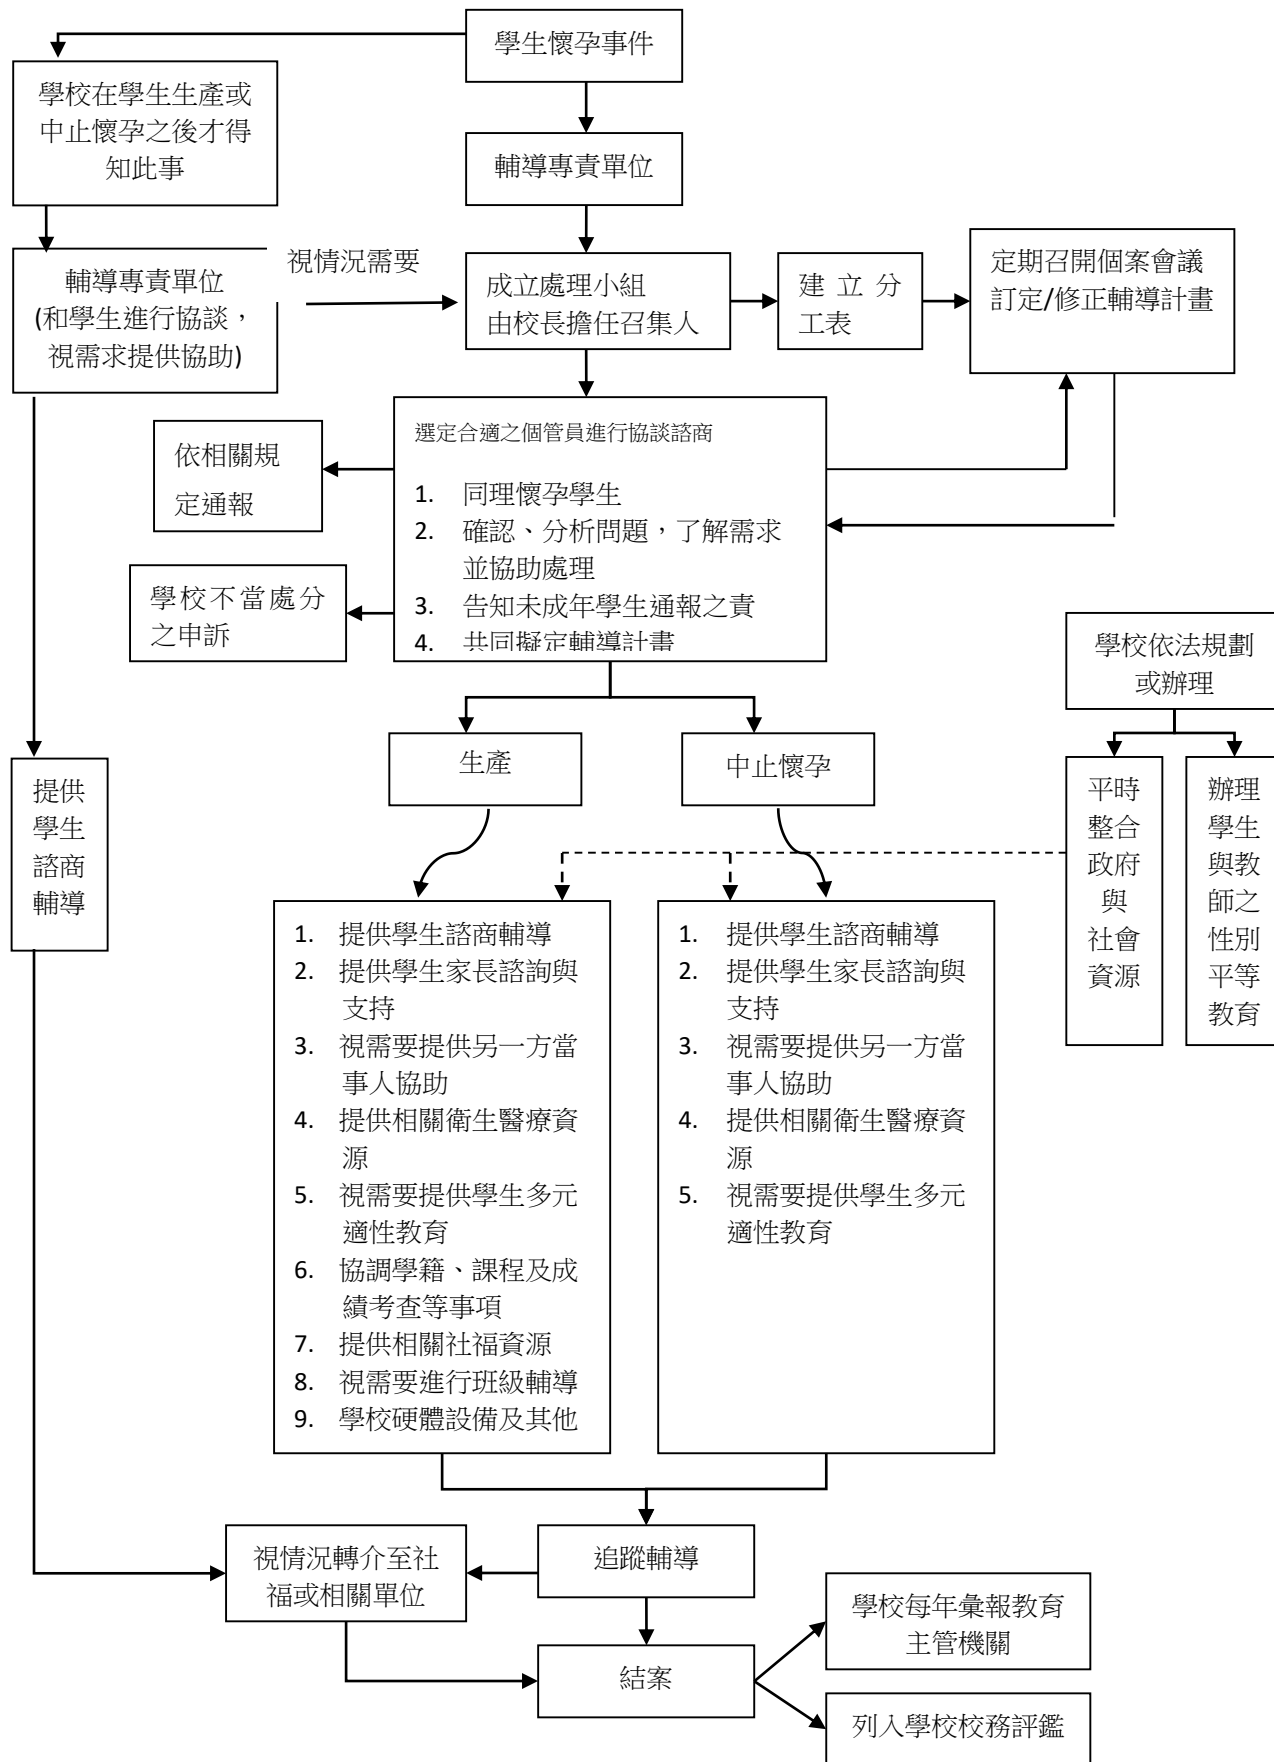 學生懷孕事件
學校在學生生產或
中止懷孕之後才得
知此事
輔導專責單位
輔導專責單位
(和學生進行協談，
視需求提供協助)
視情況需要
成立處理小組
由校長擔任召集人
建立分
工表
定期召開個案會議
訂定/修正輔導計畫
依相關規
定通報
選定合適之個管員進行協談諮商
1. 同理懷孕學生
2. 確認、分析問題，了解需求
並協助處理
3. 告知未成年學生通報之責
4. 共同擬定輔導計畫
學校不當處分
之申訴
學校依法規劃
或辦理
生產
中止懷孕
提供
學生
諮商
輔導
平時
整合
政府
與
社會
資源
辦理
學生
與教
師之
性別
平等
教育
1. 提供學生諮商輔導
2. 提供學生家長諮詢與
支持
3. 視需要提供另一方當
事人協助
4. 提供相關衛生醫療資
源
5. 視需要提供學生多元
適性教育
6. 協調學籍、課程及成
績考查等事項
7. 提供相關社福資源
8. 視需要進行班級輔導
9. 學校硬體設備及其他
1. 提供學生諮商輔導
2. 提供學生家長諮詢與
支持
3. 視需要提供另一方當
事人協助
4. 提供相關衛生醫療資
源
5. 視需要提供學生多元
適性教育
視情況轉介至社
福或相關單位
追蹤輔導
結案
學校每年彙報教育
主管機關
列入學校校務評鑑